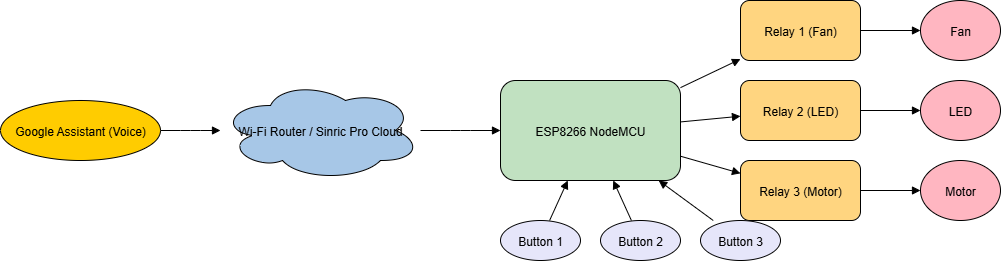 Google Assistant (Voice)
Wi-Fi Router / Sinric Pro Cloud
ESP8266 NodeMCU
Relay 1 (Fan)
Fan
Relay 2 (LED)
LED
Relay 3 (Motor)
Motor
Button 1
Button 2
Button 3